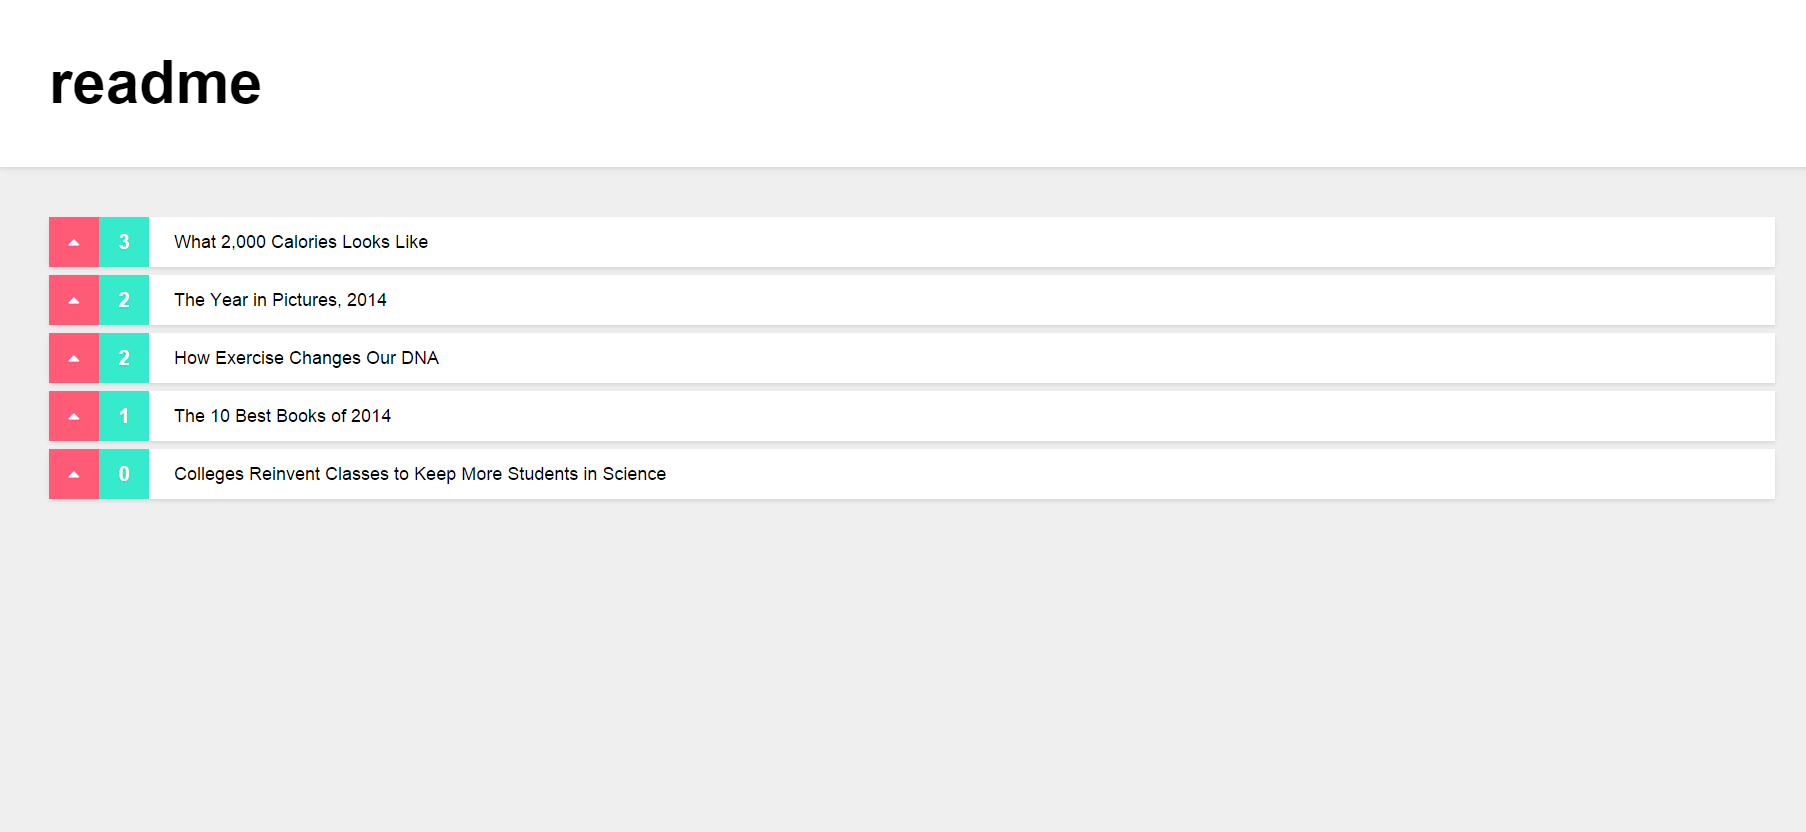 readme
3 What 2,000 Calories Looks Like
2 The Year in Pictures, 2014
2 How Exercise Changes Our DNA
1 The 10 Best Books of 2014
0 Colleges Reinvent Classes to Keep More Students in Science